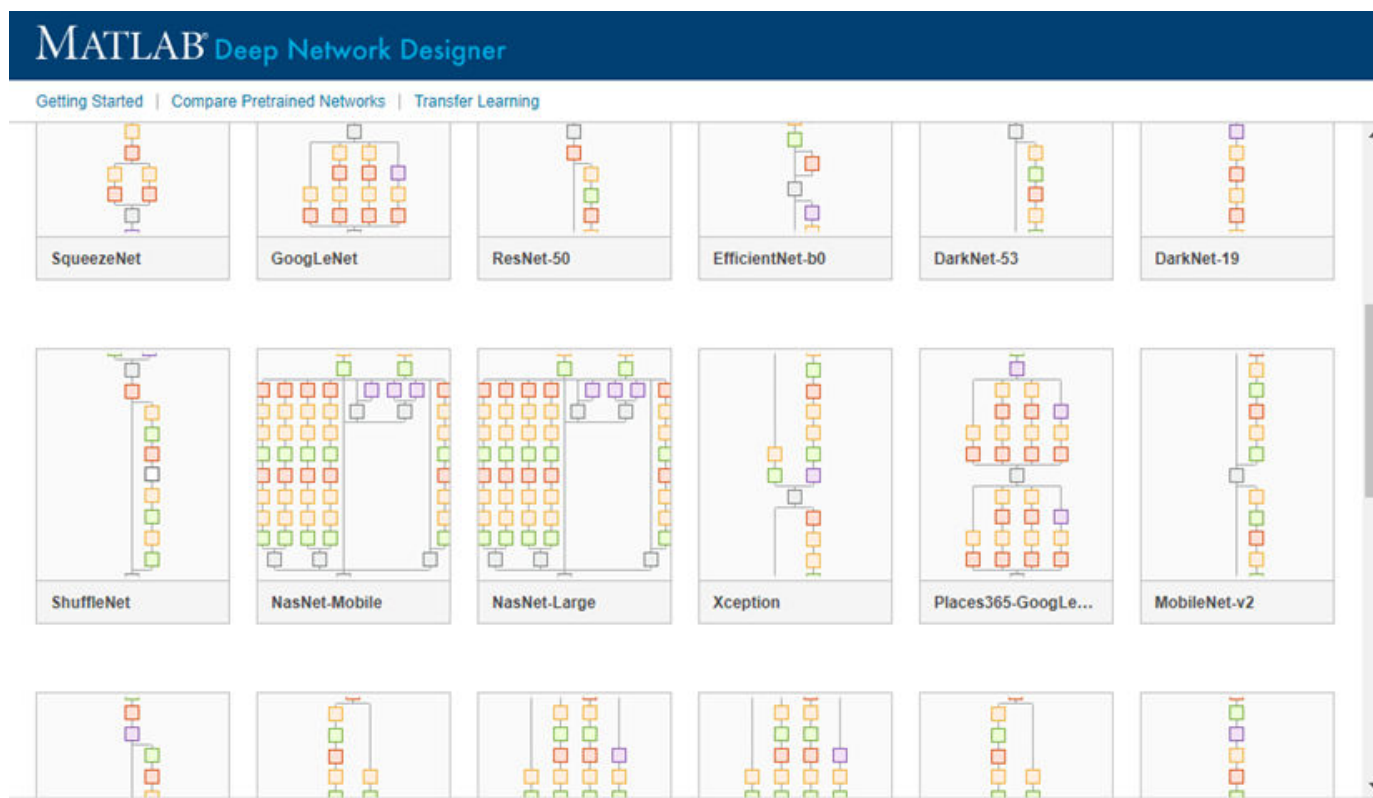 MATLAB® Deep Network Designer
Getting Started | Compare Pretrained Networks | Transfer Learning
SqueezeNet GoogLeNet ResNet-50 EfficientNet-b0 DarkNet-53 DarkNet-19
ShuffleNet NasNet-Mobile NasNet-Large Xception Places365-GoogLe... MobileNet-v2